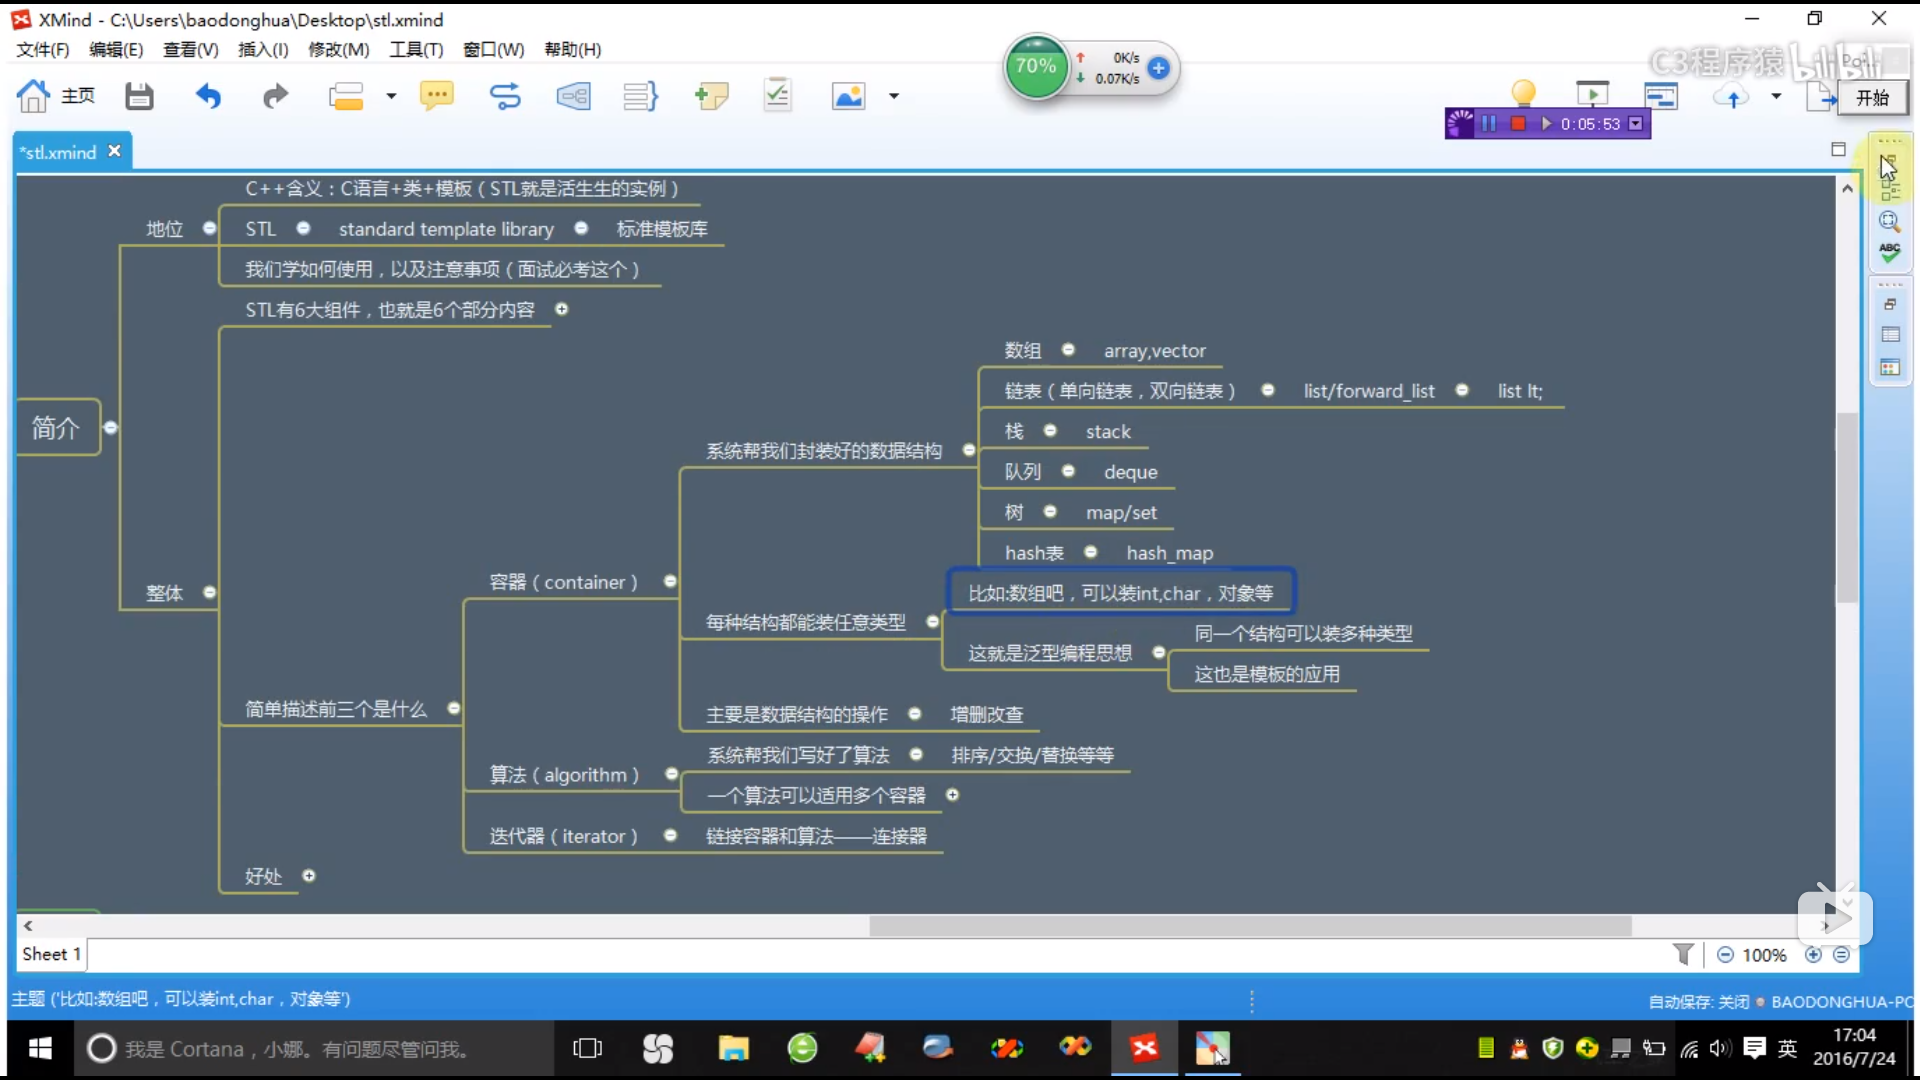 XMind - C:\Users\baodonghua\Desktop\stl.xmind
文件(F) 编辑(E) 查看(V) 插入(I) 修改(M) 工具(T) 窗口(W) 帮助(H)
70% 0K/s
0.07K/s
C3程序猿 bilibili
主页
开始
0:05:53
*stl.xmind
C++含义：C语言+类+模板（STL就是活生生的实例）
地位
STL standard template library 标准模板库
我们学如何使用，以及注意事项（面试必考这个）
STL有6大组件，也就是6个部分内容
数组 array,vector
链表（单向链表，双向链表） list/forward_list list lt;
简介
栈 stack
系统帮我们封装好的数据结构
队列 deque
树 map/set
hash表 hash_map
容器（container）
整体
比如:数组吧，可以装int,char，对象等
每种结构都能装任意类型
同一个结构可以装多种类型
这就是泛型编程思想
这也是模板的应用
简单描述前三个是什么
主要是数据结构的操作 增删改查
系统帮我们写好了算法 排序/交换/替换等等
算法（algorithm）
一个算法可以适用多个容器
迭代器（iterator） 链接容器和算法——连接器
好处
ABC
Sheet 1
100%
主题 ('比如:数组吧，可以装int,char，对象等')
自动保存: 关闭 BAODONGHUA-PC
我是 Cortana，小娜。有问题尽管问我。
英
17:04
2016/7/24